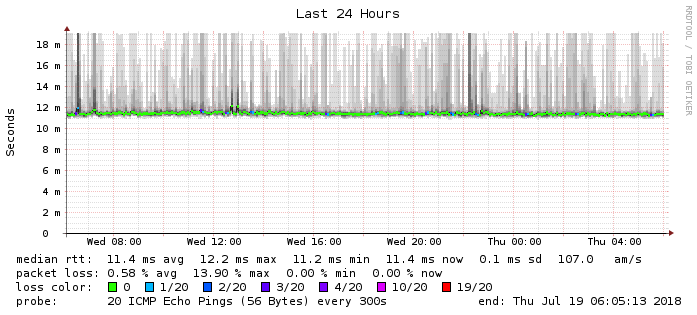 Last 24 Hours
RRDTOOL / TOBI OETIKER
Seconds
18 m
16 m
14 m
12 m
10 m
8 m
6 m
4 m
2 m
0
Wed 08:00 Wed 12:00 Wed 16:00 Wed 20:00 Thu 00:00 Thu 04:00
median rtt: 11.4 ms avg 12.2 ms max 11.2 ms min 11.4 ms now 0.1 ms sd 107.0 am/s
packet loss: 0.58 % avg 13.90 % max 0.00 % min 0.00 % now
loss color: 0 1/20 2/20 3/20 4/20 10/20 19/20
probe: 20 ICMP Echo Pings (56 Bytes) every 300s end: Thu Jul 19 06:05:13 2018